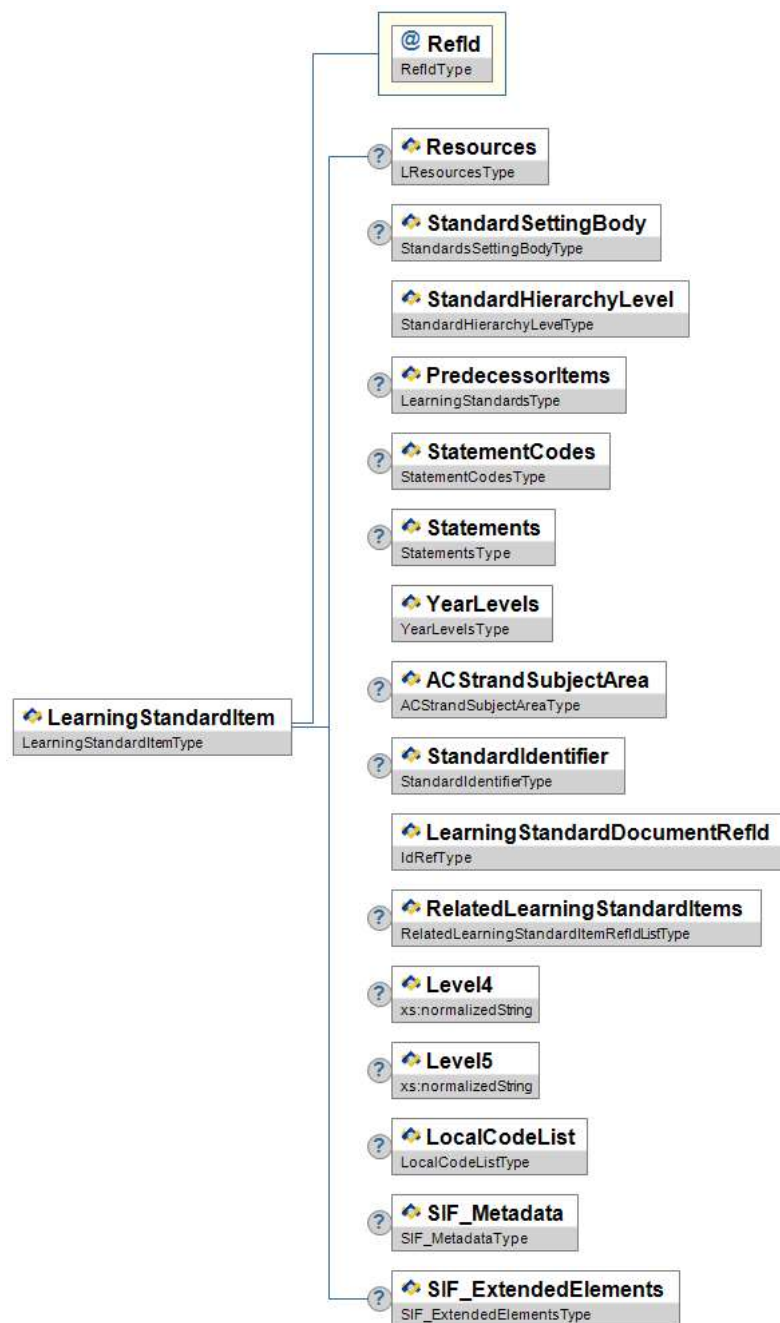 @ RefId
RefIdType
? Resources
LResourcesType
? StandardSettingBody
StandardsSettingBodyType
StandardHierarchyLevel
StandardHierarchyLevelType
? PredecessorItems
LearningStandardsType
? StatementCodes
StatementCodesType
? Statements
StatementsType
YearLevels
YearLevelsType
? ACStrandSubjectArea
ACStrandSubjectAreaType
LearningStandardItem
LearningStandardItemType
? StandardIdentifier
StandardIdentifierType
LearningStandardDocumentRefId
IdRefType
? RelatedLearningStandardItems
RelatedLearningStandardItemRefIdListType
? Level4
xs:normalizedString
? Level5
xs:normalizedString
? LocalCodeList
LocalCodeListType
? SIF_Metadata
SIF_MetadataType
? SIF_ExtendedElements
SIF_ExtendedElementsType